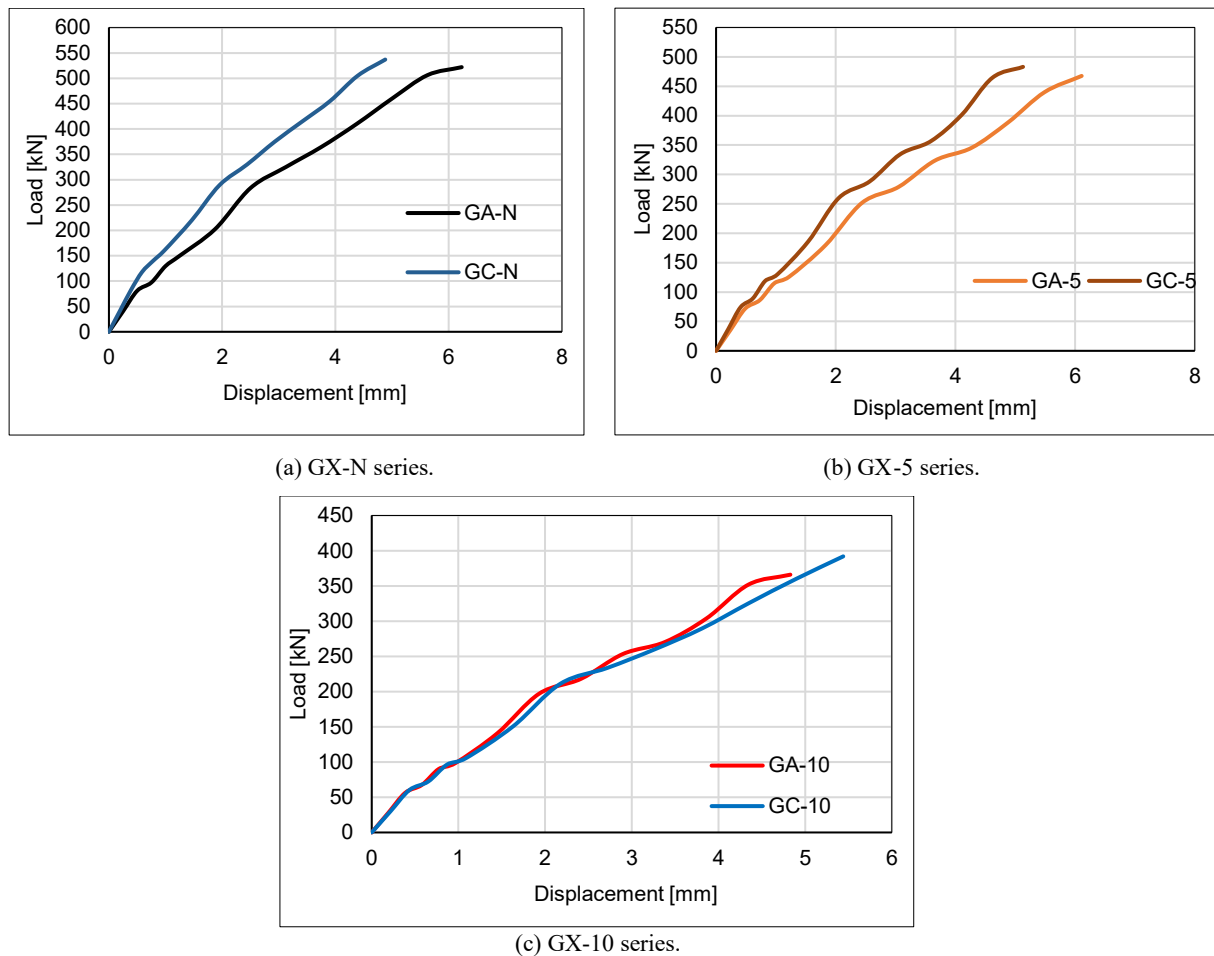 600
550
500
450
400
350
300
250
200
150
100
50
0
Load [kN]
0 2 4 6 8
Displacement [mm]
GA-N
GC-N
(a) GX-N series.
550
500
450
400
350
300
250
200
150
100
50
0
Load [kN]
0 2 4 6 8
Displacement [mm]
GA-5 GC-5
(b) GX-5 series.
450
400
350
300
250
200
150
100
50
0
Load [kN]
0 1 2 3 4 5 6
Displacement [mm]
GA-10
GC-10
(c) GX-10 series.